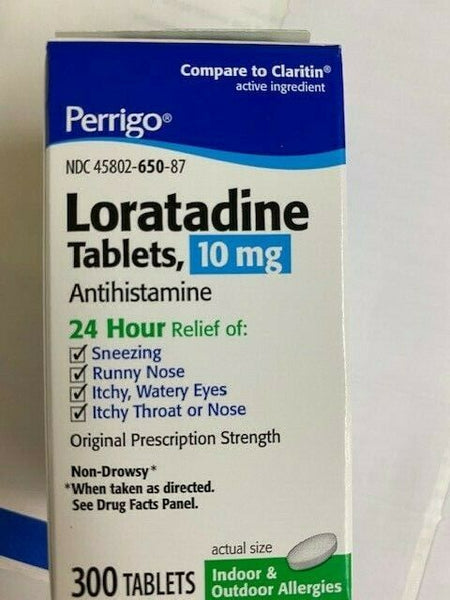 Compare to Claritin®
active ingredient
Perrigo®
NDC 45802-650-87
Loratadine
Tablets, 10 mg
Antihistamine
24 Hour Relief of:
Sneezing
Runny Nose
Itchy, Watery Eyes
Itchy Throat or Nose
Original Prescription Strength
Non-Drowsy*
*When taken as directed.
See Drug Facts Panel.
actual size
300 TABLETS
Indoor &
Outdoor Allergies